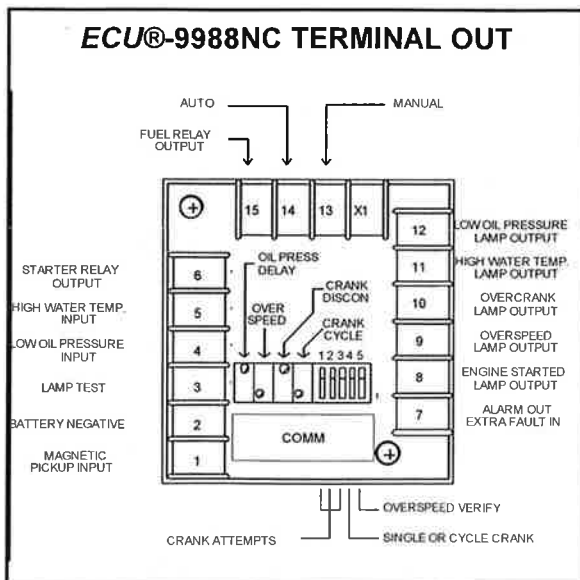 ECU®-9988NC TERMINAL OUT
AUTO
MANUAL
FUEL RELAY
OUTPUT
15
14
13
X1
12
LOW OIL PRESSURE
LAMP OUTPUT
11
HIGH WATER TEMP.
LAMP OUTPUT
10
OVERCRANK
LAMP OUTPUT
9
OVERSPEED
LAMP OUTPUT
8
ENGINE STARTED
LAMP OUTPUT
7
ALARM OUT
EXTRA FAULT IN
STARTER RELAY
OUTPUT
6
HIGH WATER TEMP.
INPUT
5
LOW OIL PRESSURE
INPUT
4
LAMP TEST
3
BATTERY NEGATIVE
2
MAGNETIC
PICKUP INPUT
1
OIL PRESS
DELAY
OVER
SPEED
CRANK
DISCON
CRANK
CYCLE
1 2 3 4 5
COMM
OVERSPEED VERIFY
CRANK ATTEMPTS
SINGLE OR CYCLE CRANK